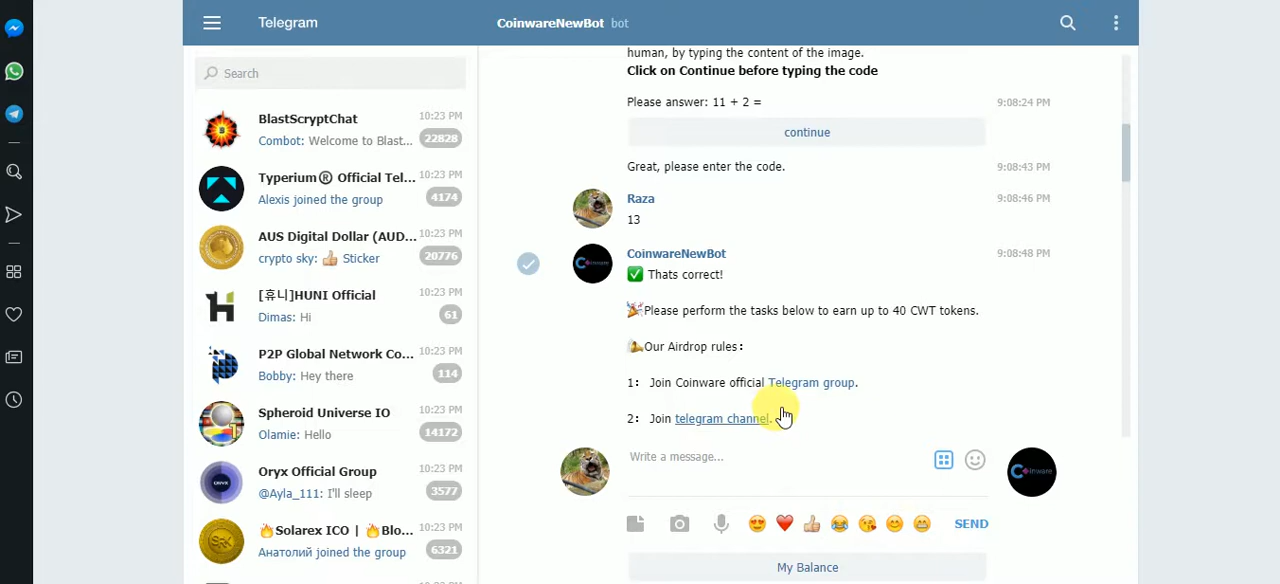 Telegram
CoinwareNewBot bot
Search
BlastScryptChat 10:23 PM
Combot: Welcome to Blast... 22828
Typerium® Official Tel... 10:23 PM
Alexis joined the group 4174
AUS Digital Dollar (AUD... 10:23 PM
crypto sky: 👍 Sticker 20776
[휴니]HUNI Official 10:23 PM
Dimas: Hi 61
P2P Global Network Co... 10:23 PM
Bobby: Hey there 114
Spheroid Universe IO 10:23 PM
Olamie: Hello 14172
Oryx Official Group 10:23 PM
@Ayla_111: I'll sleep 3577
🔥Solarex ICO | 🔥Blo... 10:23 PM
Анатолий joined the group 6321
human, by typing the content of the image.
Click on Continue before typing the code
Please answer: 11 + 2 = 9:08:24 PM
continue
Great, please enter the code. 9:08:43 PM
Raza 9:08:46 PM
13
CoinwareNewBot 9:08:48 PM
✅ Thats correct!
🎉Please perform the tasks below to earn up to 40 CWT tokens.
Our Airdrop rules:
1: Join Coinware official Telegram group.
2: Join telegram channel.
Write a message...
Coinware
SEND
My Balance